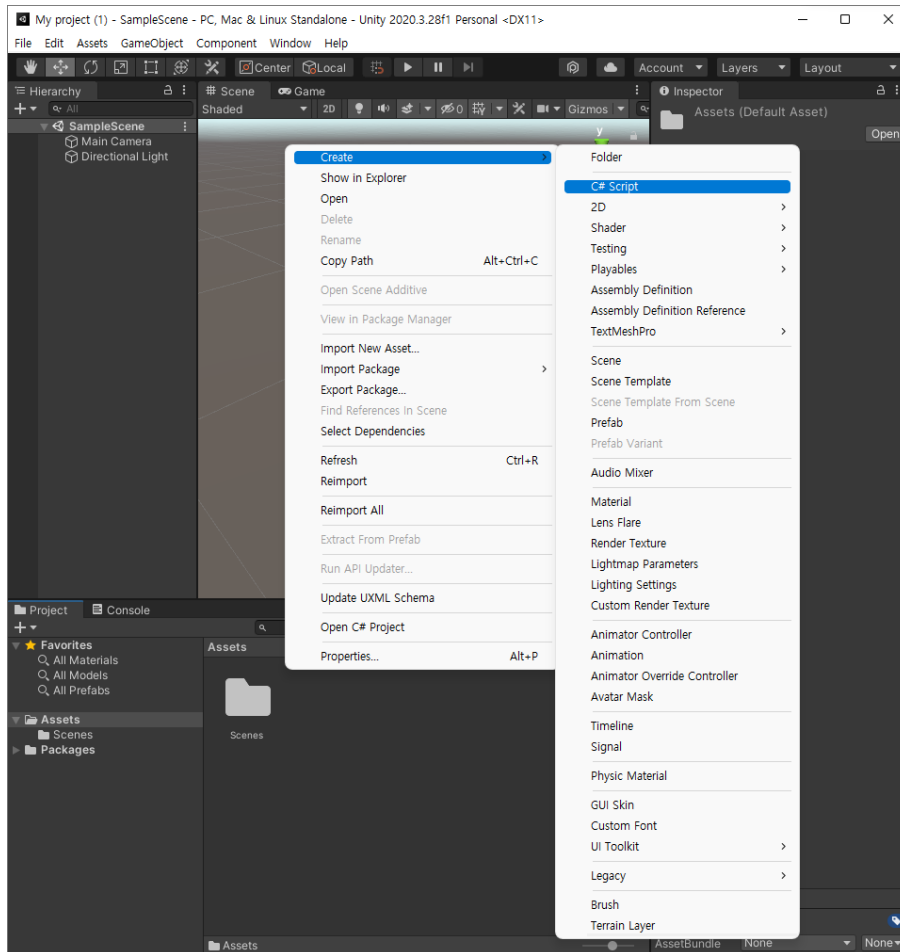 My project (1) - SampleScene - PC, Mac & Linux Standalone - Unity 2020.3.28f1 Personal <DX11>
File Edit Assets GameObject Component Window Help
Center Local Account Layers Layout
Hierarchy
All
SampleScene
Main Camera
Directional Light
Scene Game
Shaded 2D 0 Gizmos
y
Inspector
Assets (Default Asset)
Open
Create
Show in Explorer
Open
Delete
Rename
Copy Path Alt+Ctrl+C
Open Scene Additive
View in Package Manager
Import New Asset...
Import Package
Export Package...
Find References In Scene
Select Dependencies
Refresh Ctrl+R
Reimport
Reimport All
Extract From Prefab
Run API Updater...
Update UXML Schema
Open C# Project
Properties... Alt+P
Folder
C# Script
2D
Shader
Testing
Playables
Assembly Definition
Assembly Definition Reference
TextMeshPro
Scene
Scene Template
Scene Template From Scene
Prefab
Prefab Variant
Audio Mixer
Material
Lens Flare
Render Texture
Lightmap Parameters
Lighting Settings
Custom Render Texture
Animator Controller
Animation
Animator Override Controller
Avatar Mask
Timeline
Signal
Physic Material
GUI Skin
Custom Font
UI Toolkit
Legacy
Brush
Terrain Layer
Project Console
Favorites
All Materials
All Models
All Prefabs
Assets
Scenes
Packages
Assets
Scenes
Assets
AssetBundle None None